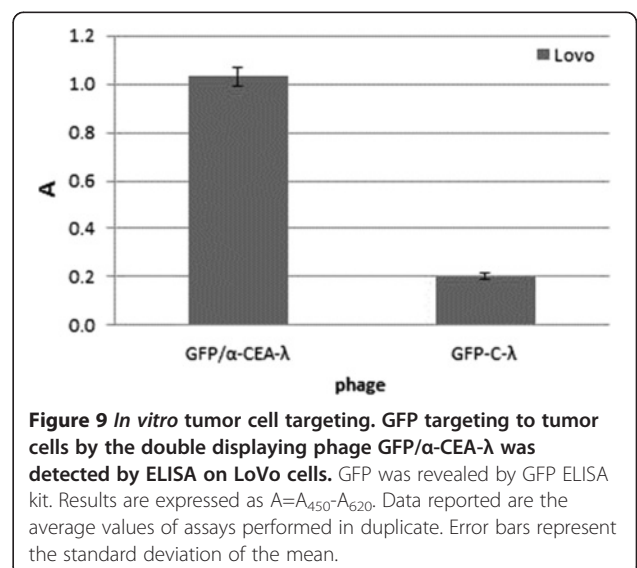 1.2
1.0
0.8
0.6
0.4
0.2
0.0
A
Lovo
GFP/α-CEA-λ GFP-C-λ
phage
Figure 9 In vitro tumor cell targeting. GFP targeting to tumor
cells by the double displaying phage GFP/α-CEA-λ was
detected by ELISA on LoVo cells. GFP was revealed by GFP ELISA
kit. Results are expressed as A=A450-A620. Data reported are the
average values of assays performed in duplicate. Error bars represent
the standard deviation of the mean.